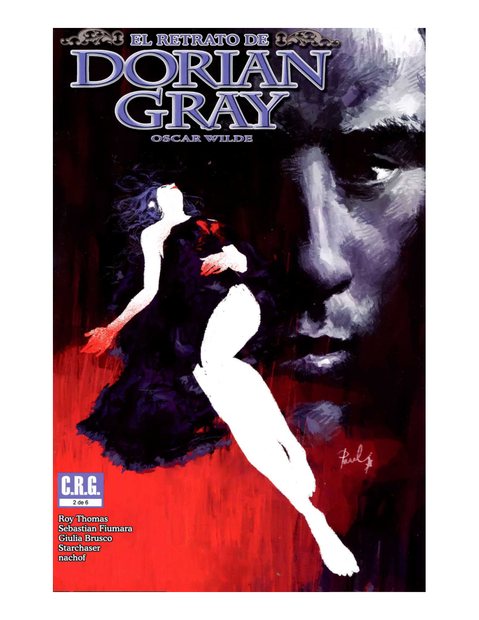 EL RETRATO DE
DORIAN
GRAY
OSCAR WILDE
C.R.G.
2 de 6
Roy Thomas
Sebastian Fiumara
Giulia Brusco
Starchaser
nachof